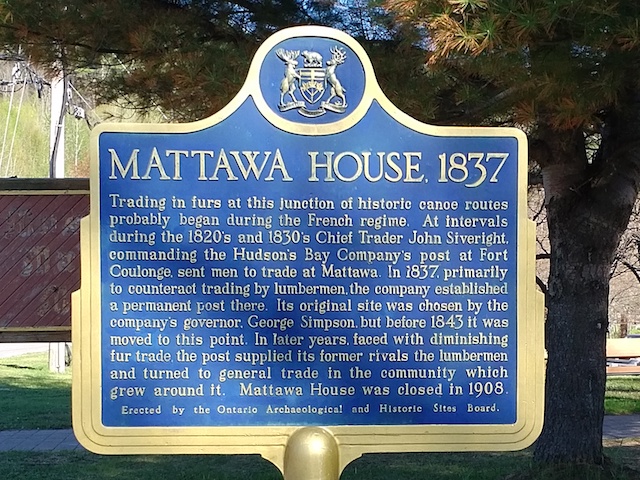 MATTAWA HOUSE, 1837
Trading in furs at this junction of historic canoe routes
probably began during the French regime. At intervals
during the 1820's and 1830's Chief Trader John Siveright,
commanding the Hudson's Bay Company's post at Fort
Coulonge, sent men to trade at Mattawa. In 1837, primarily
to counteract trading by lumbermen, the company established
a permanent post there. Its original site was chosen by the
company's governor, George Simpson, but before 1843 it was
moved to this point. In later years, faced with diminishing
fur trade, the post supplied its former rivals the lumbermen
and turned to general trade in the community which
grew around it. Mattawa House was closed in 1908.
Erected by the Ontario Archaeological and Historic Sites Board.